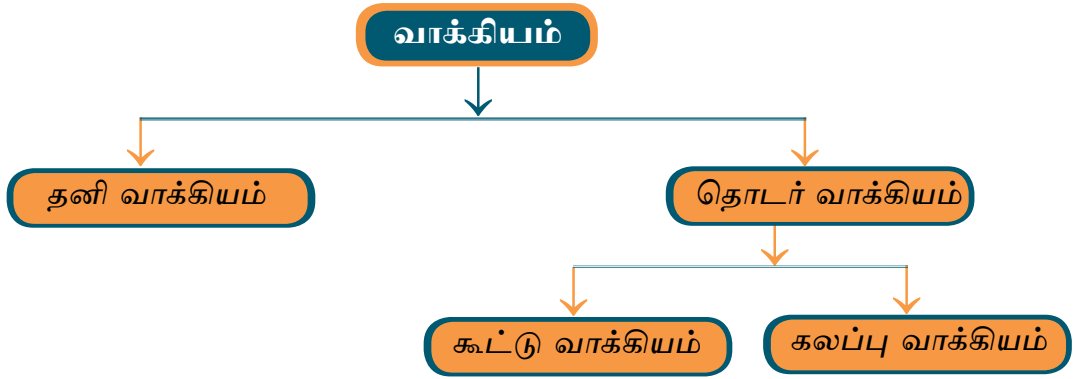 வாக்கியம்
தனி வாக்கியம்
தொடர் வாக்கியம்
கூட்டு வாக்கியம்
கலப்பு வாக்கியம்